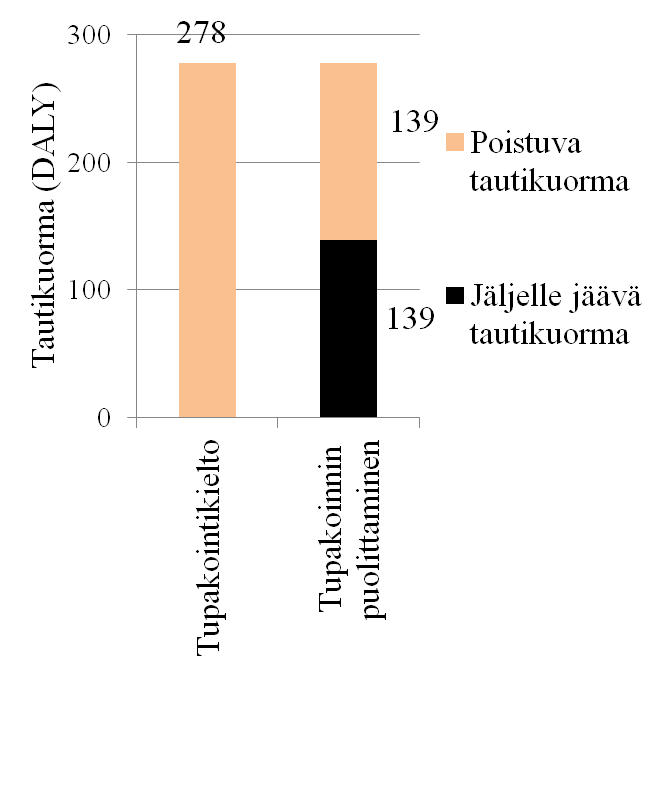 Tautikuorma (DALY)
300
200
100
0
278
139
139
Poistuva
tautikuorma
Jäljelle jäävä
tautikuorma
Tupakointikielto
Tupakoinnin
puolittaminen